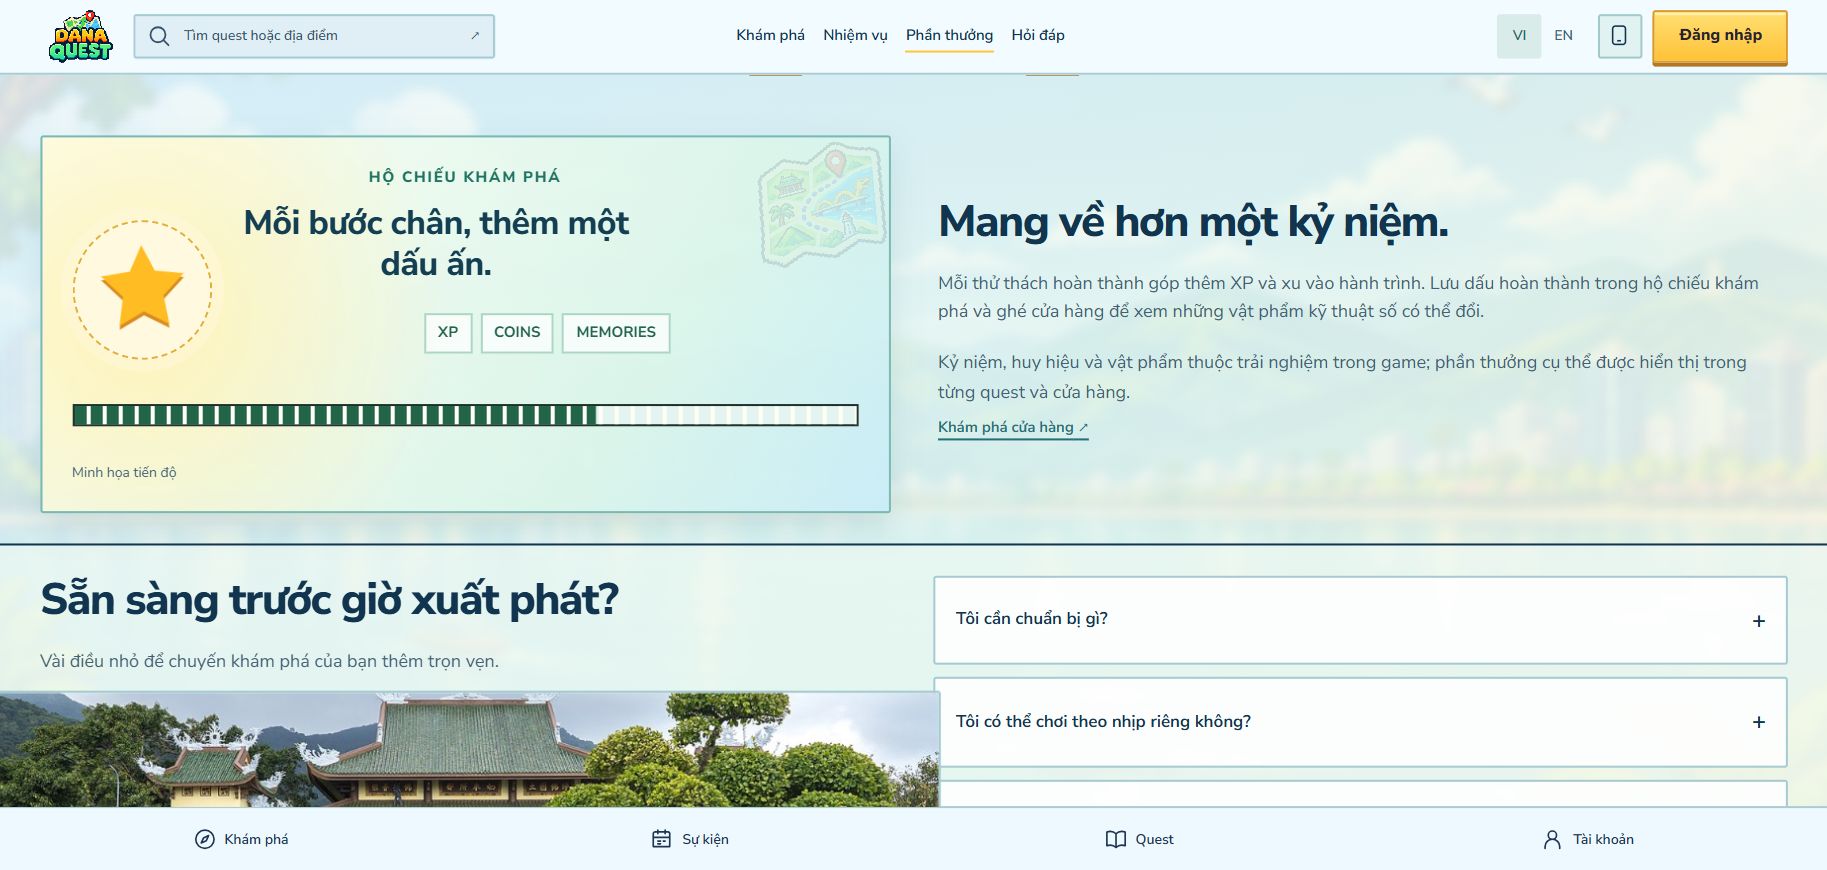 DANA
QUEST
Tìm quest hoặc địa điểm
Khám phá
Nhiệm vụ
Phần thưởng
Hỏi đáp
VI
EN
Đăng nhập
HỘ CHIẾU KHÁM PHÁ
Mỗi bước chân, thêm một
dấu ấn.
XP
COINS
MEMORIES
Minh họa tiến độ
Mang về hơn một kỷ niệm.
Mỗi thử thách hoàn thành góp thêm XP và xu vào hành trình. Lưu dấu hoàn thành trong hộ chiếu khám
phá và ghé cửa hàng để xem những vật phẩm kỹ thuật số có thể đổi.
Kỷ niệm, huy hiệu và vật phẩm thuộc trải nghiệm trong game; phần thưởng cụ thể được hiển thị trong
từng quest và cửa hàng.
Khám phá cửa hàng ↗
Sẵn sàng trước giờ xuất phát?
Vài điều nhỏ để chuyến khám phá của bạn thêm trọn vẹn.
Tôi cần chuẩn bị gì?
Tôi có thể chơi theo nhịp riêng không?
Khám phá
Sự kiện
Quest
Tài khoản